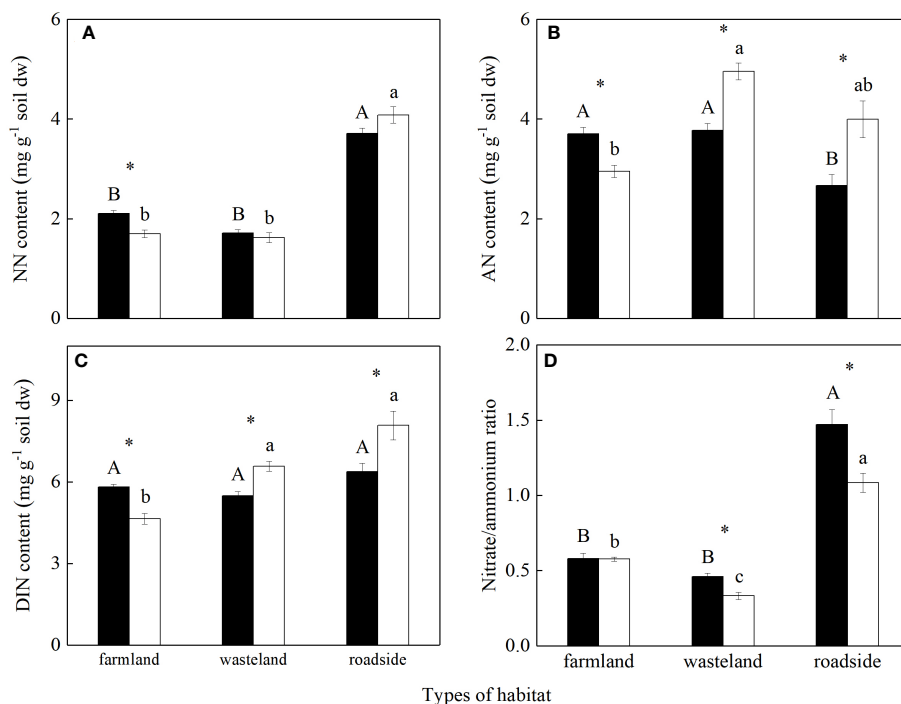 A
NN content (mg g-1 soil dw)
6
4
2
0
*
B
b
B
b
A
a
B
AN content (mg g-1 soil dw)
6
4
2
0
*
A
b
*
A
a
*
B
ab
C
DIN content (mg g-1 soil dw)
9
6
3
0
*
A
b
*
A
a
*
A
a
farmland wasteland roadside
D
Nitrate/ammonium ratio
2.0
1.5
1.0
0.5
0.0
B
b
*
B
c
*
A
a
farmland wasteland roadside
Types of habitat